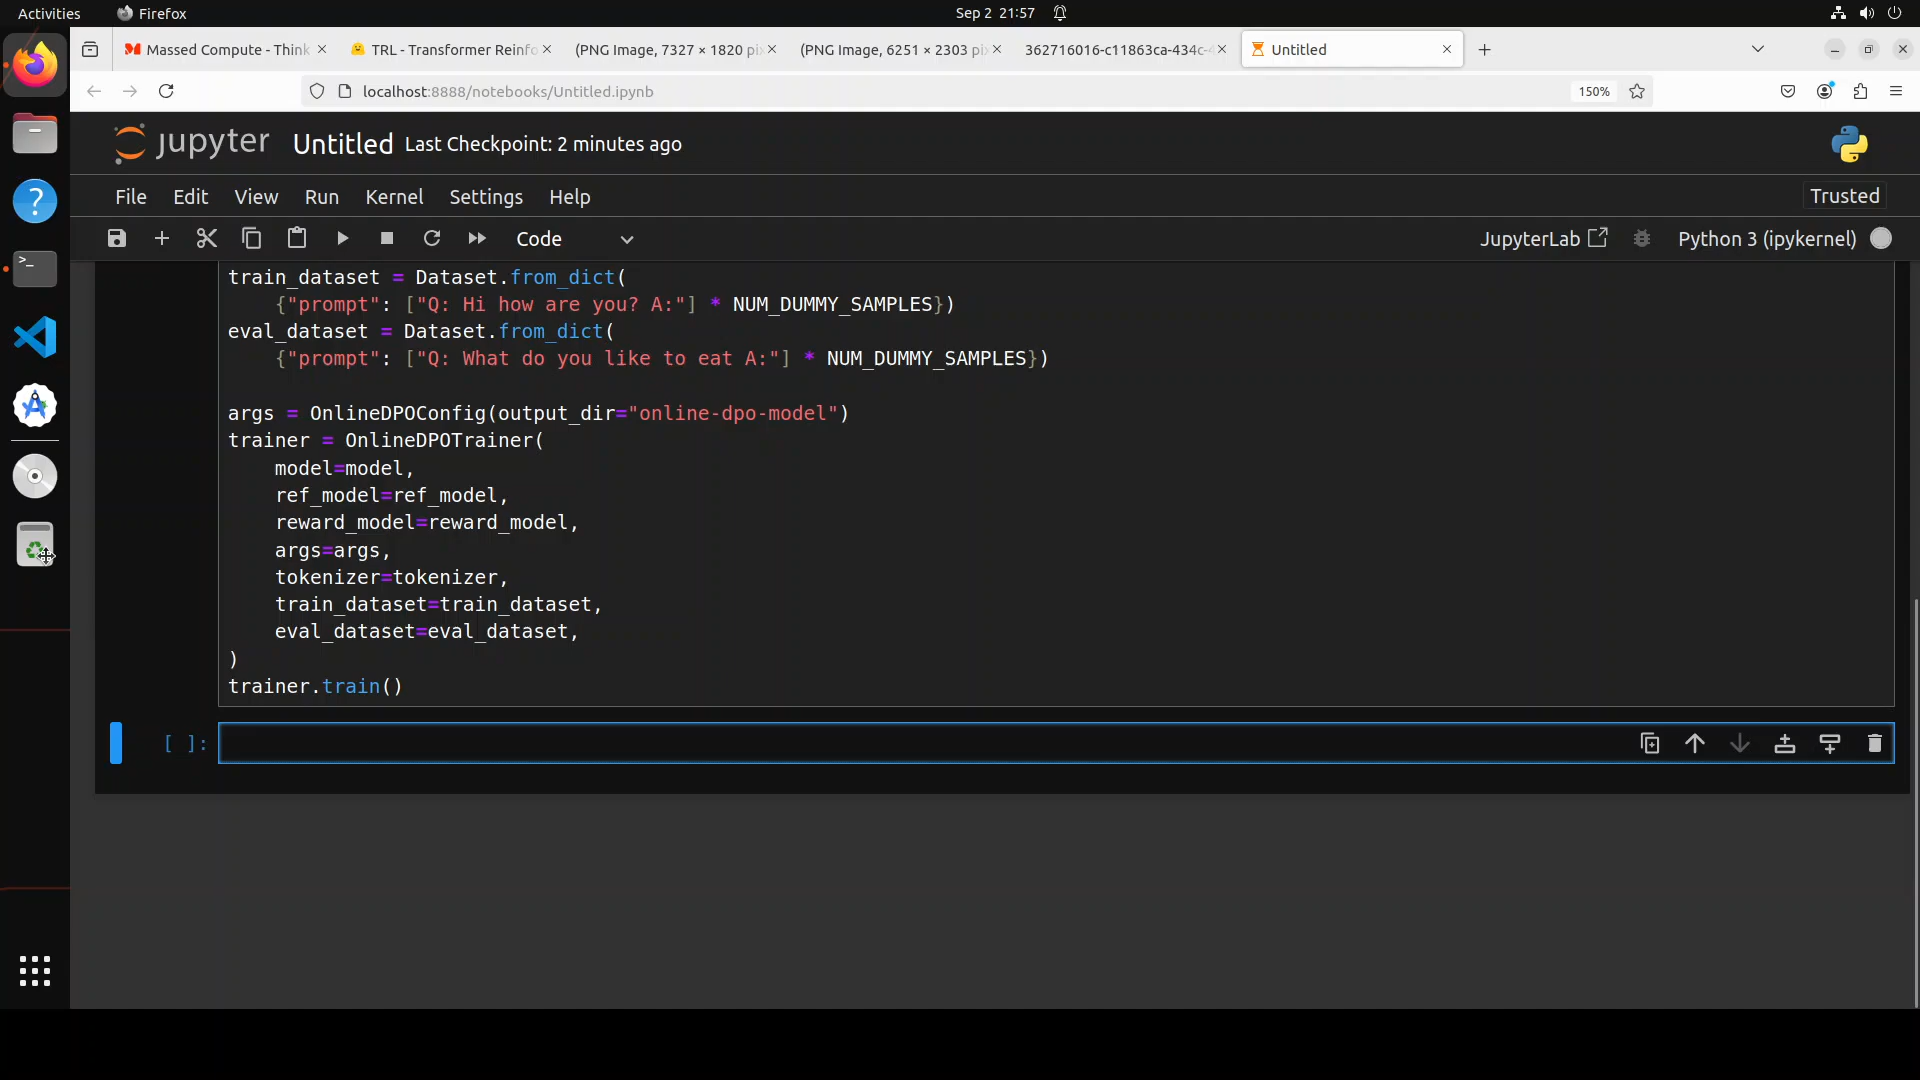 Activities
Firefox
Sep 2 21:57
Massed Compute - Think
TRL - Transformer Reinfo
(PNG Image, 7327 × 1820 pix
(PNG Image, 6251 × 2303 pi
362716016-c11863ca-434c-4
Untitled
localhost:8888/notebooks/Untitled.ipynb
150%
jupyter
Untitled
Last Checkpoint: 2 minutes ago
File
Edit
View
Run
Kernel
Settings
Help
Trusted
Code
JupyterLab
Python 3 (ipykernel)
train_dataset = Dataset.from_dict(
    {"prompt": ["Q: Hi how are you? A:"] * NUM_DUMMY_SAMPLES})
eval_dataset = Dataset.from_dict(
    {"prompt": ["Q: What do you like to eat A:"] * NUM_DUMMY_SAMPLES})
args = OnlineDPOConfig(output_dir="online-dpo-model")
trainer = OnlineDPOTrainer(
    model=model,
    ref_model=ref_model,
    reward_model=reward_model,
    args=args,
    tokenizer=tokenizer,
    train_dataset=train_dataset,
    eval_dataset=eval_dataset,
)
trainer.train()
[ ]: